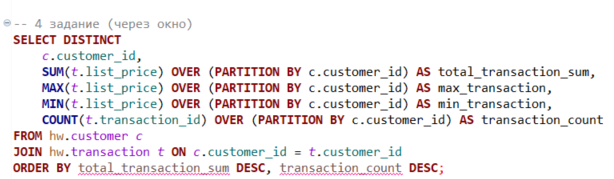 -- 4 задание (через окно)
SELECT DISTINCT
c.customer_id,
SUM(t.list_price) OVER (PARTITION BY c.customer_id) AS total_transaction_sum,
MAX(t.list_price) OVER (PARTITION BY c.customer_id) AS max_transaction,
MIN(t.list_price) OVER (PARTITION BY c.customer_id) AS min_transaction,
COUNT(t.transaction_id) OVER (PARTITION BY c.customer_id) AS transaction_count
FROM hw.customer c
JOIN hw.transaction t ON c.customer_id = t.customer_id
ORDER BY total_transaction_sum DESC, transaction_count DESC;